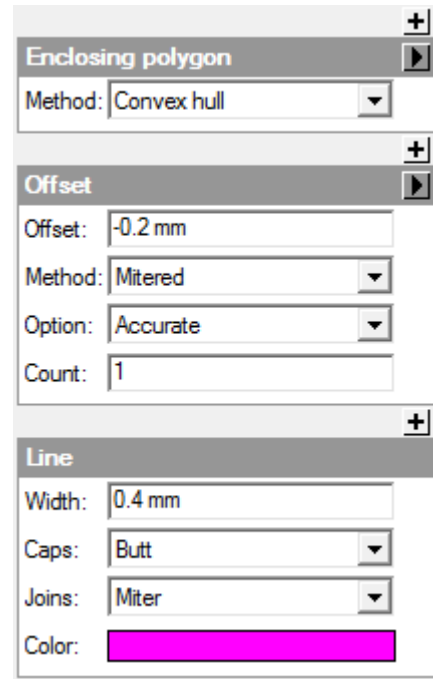 Enclosing polygon
Method: Convex hull
Offset
Offset: -0.2 mm
Method: Mitered
Option: Accurate
Count: 1
Line
Width: 0.4 mm
Caps: Butt
Joins: Miter
Color: